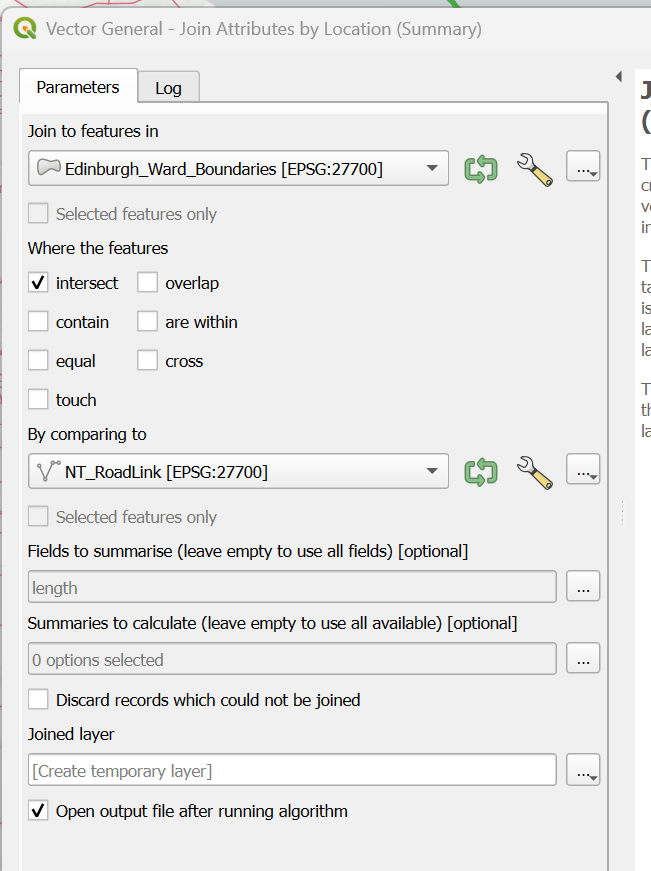 Vector General - Join Attributes by Location (Summary)
Parameters
Log
Join to features in
Edinburgh_Ward_Boundaries [EPSG:27700]
...
Selected features only
Where the features
intersect overlap
contain are within
equal cross
touch
By comparing to
NT_RoadLink [EPSG:27700]
...
Selected features only
Fields to summarise (leave empty to use all fields) [optional]
length
...
Summaries to calculate (leave empty to use all available) [optional]
0 options selected
...
Discard records which could not be joined
Joined layer
[Create temporary layer]
...
Open output file after running algorithm